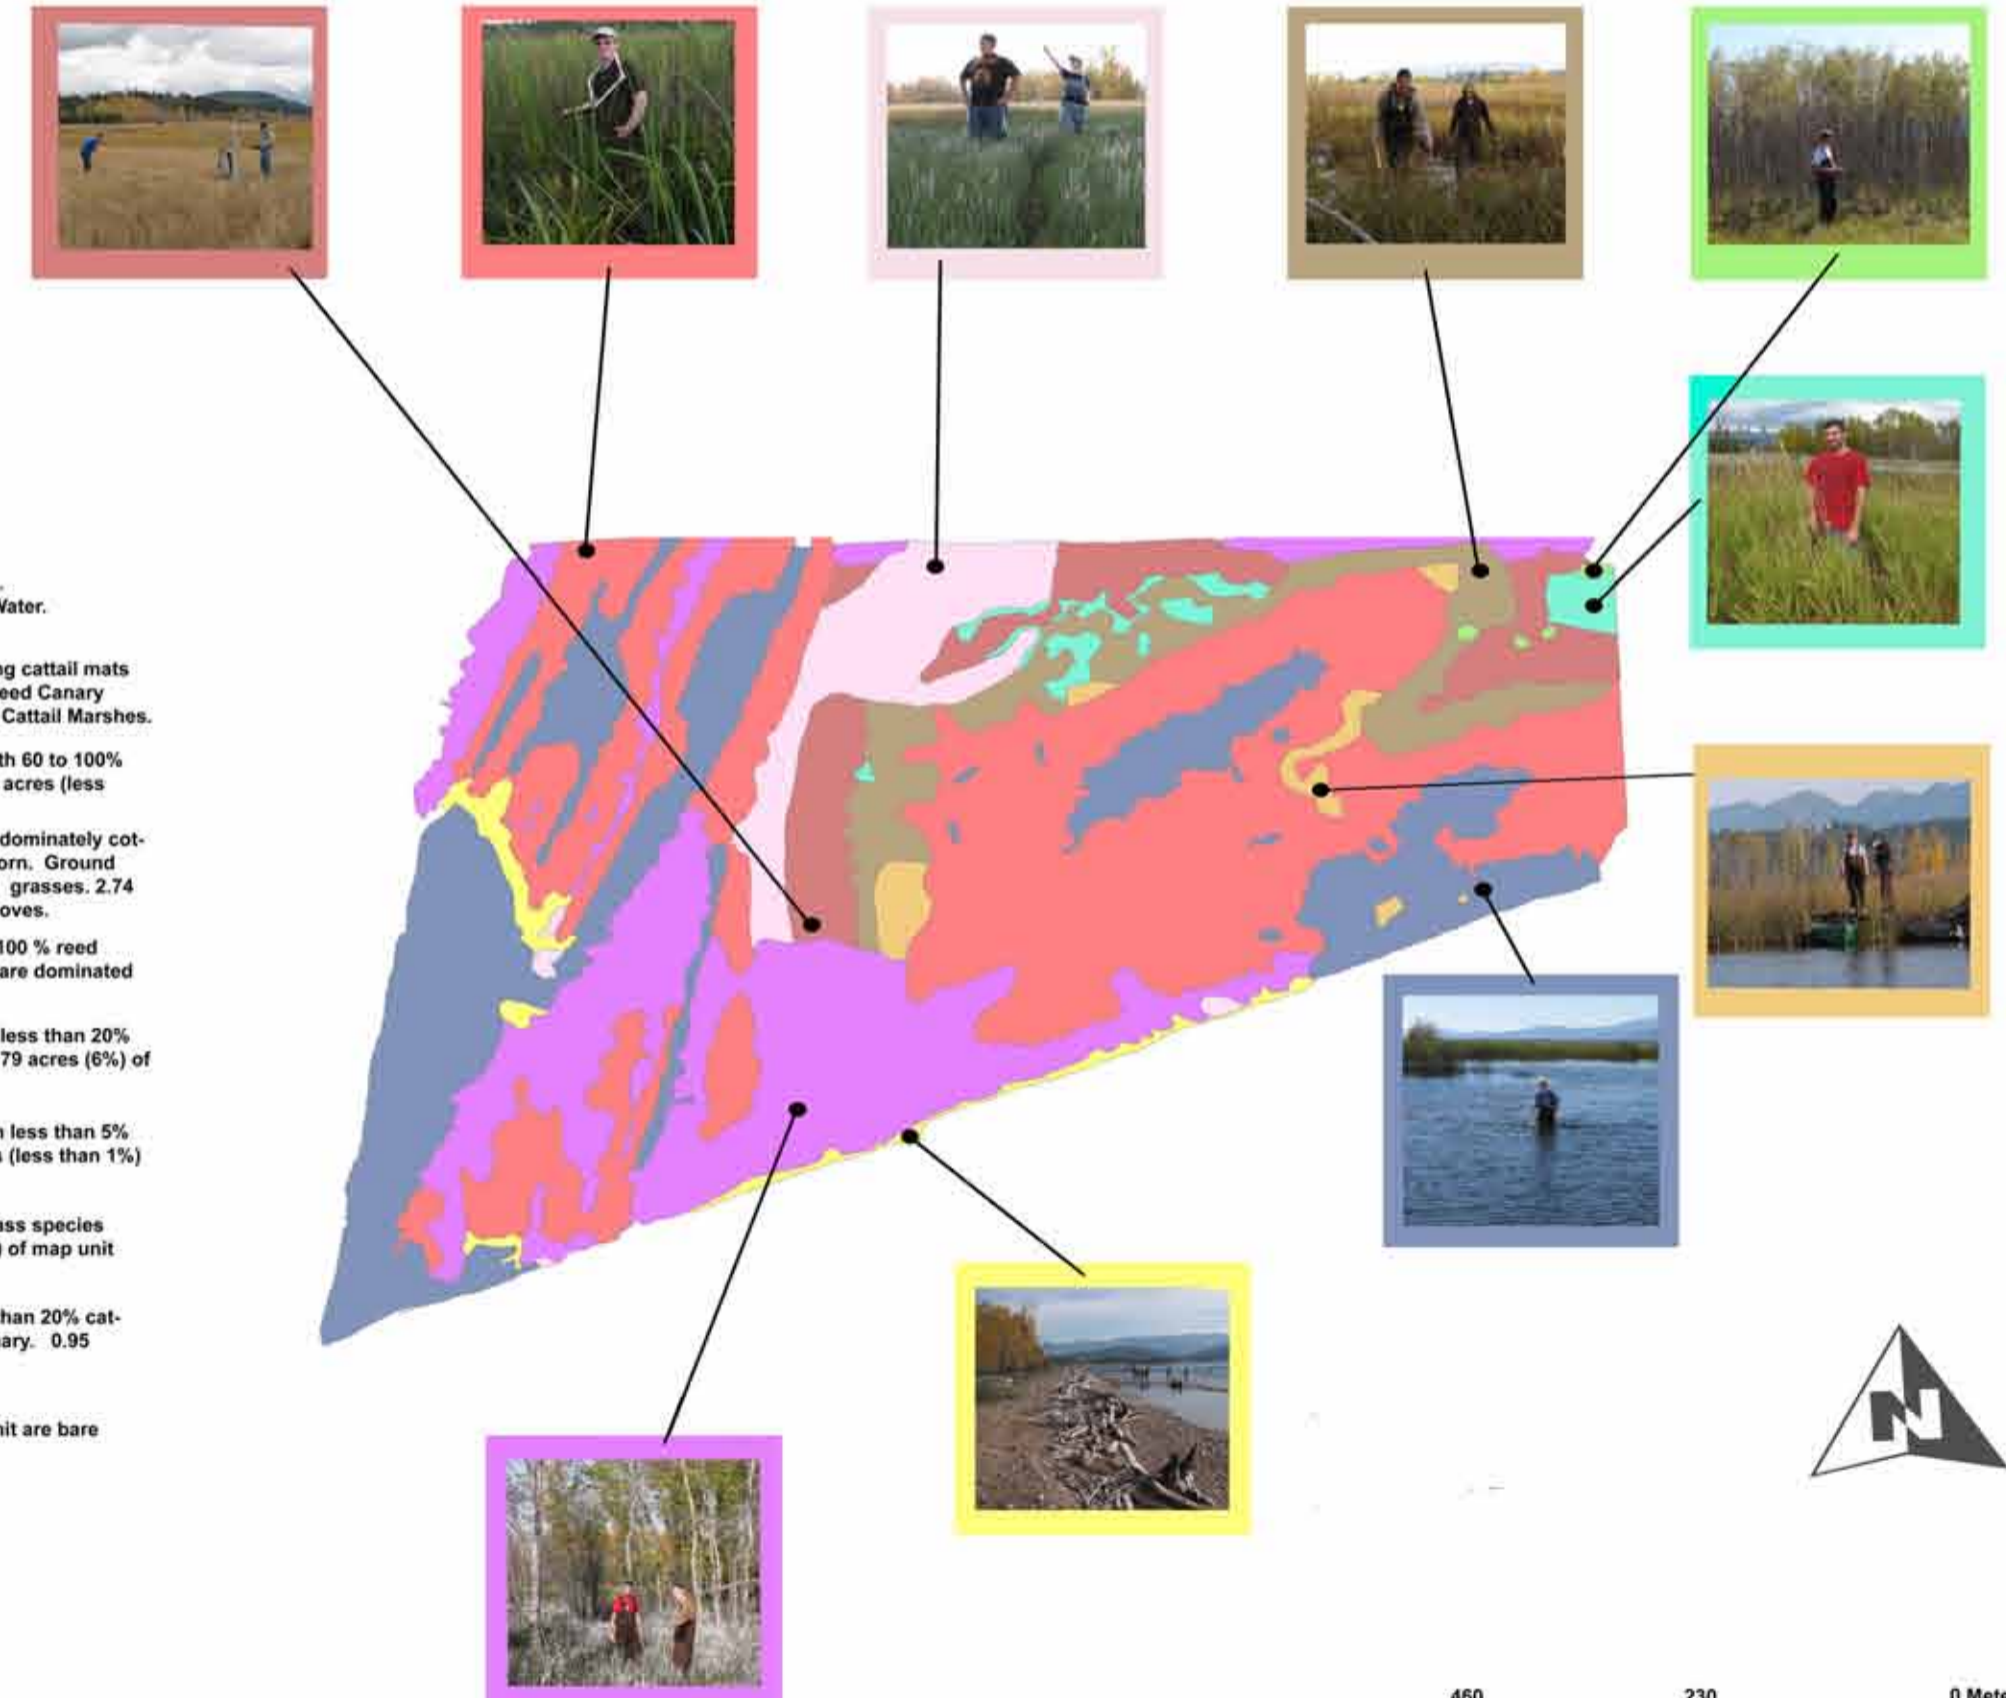 Water.
ng cattail mats
eed Canary
Cattail Marshes.
th 60 to 100%
acres (less
dominately cot-
orn. Ground
grasses. 2.74
oves.
100 % reed
are dominated
less than 20%
79 acres (6%) of
n less than 5%
s (less than 1%)
ass species
) of map unit
than 20% cat-
ary. 0.95
nit are bare
N
460 230 0 Mete